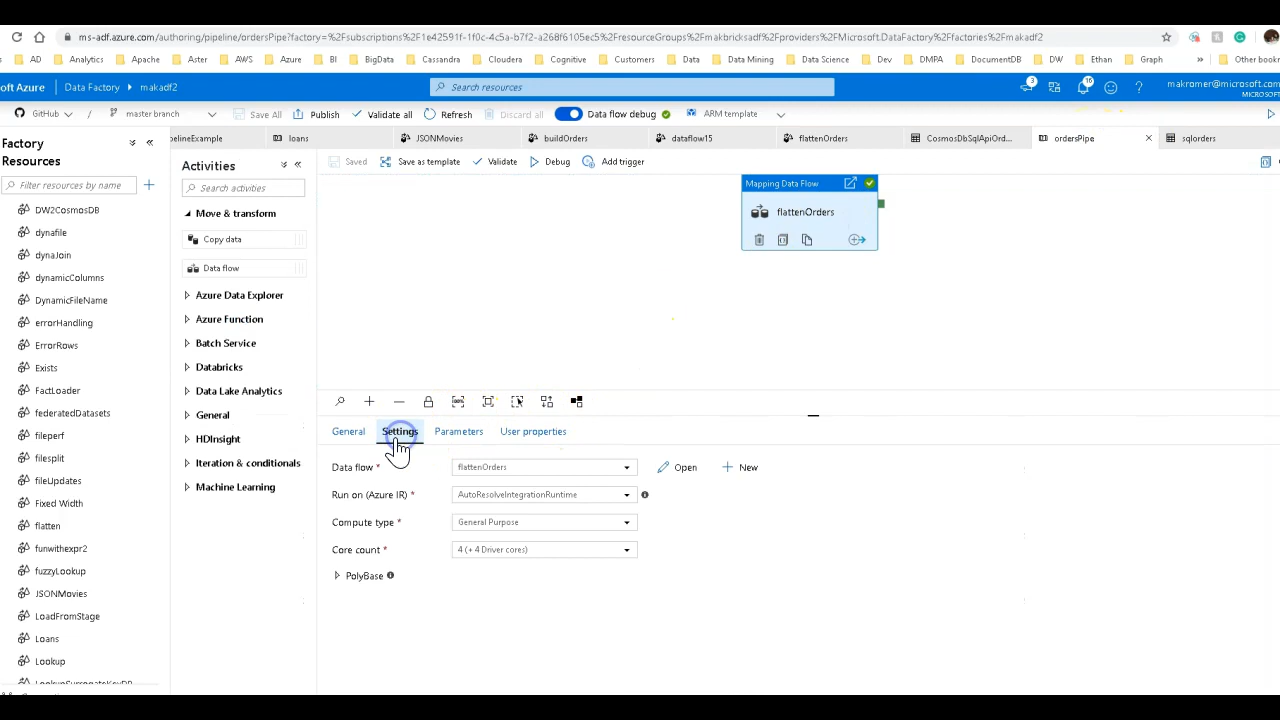 ms-adf.azure.com/authoring/pipeline/ordersPipe?factory=%2Fsubscriptions%2F1e42591f-1f0c-4c5a-b7f2-a268f6105ec5%2FresourceGroups%2Fmakbricksadf%2Fproviders%2FMicrosoft.DataFactory%2Ffactories%2Fmakadf2
AD Analytics Apache Aster AWS Azure BI BigData Cassandra Cloudera Cognitive Customers Data Data Mining Data Science Dev DMPA DocumentDB DW Ethan Graph Other bookr
oft Azure Data Factory makadf2 Search resources 3 16 makromer@microsoft.com
MICROSOFT
GitHub / master branch Save All Publish Validate all Refresh Discard all Data flow debug ARM template
Factory Resources
Filter resources by name
DW2CosmosDB
dynafile
dynaJoin
dynamicColumns
DynamicFileName
errorHandling
ErrorRows
Exists
FactLoader
federatedDatasets
fileperf
filesplit
fileUpdates
Fixed Width
flatten
funwithexpr2
fuzzyLookup
JSONMovies
LoadFromStage
Loans
Lookup
LookupSurrogateKeyDB
pelineExample loans JSONMovies buildOrders dataflow15 flattenOrders CosmosDbSqlApiOrd... ordersPipe sqlorders
Activities
Search activities
Move & transform
Copy data
Data flow
Azure Data Explorer
Azure Function
Batch Service
Databricks
Data Lake Analytics
General
HDInsight
Iteration & conditionals
Machine Learning
Saved Save as template Validate Debug Add trigger
Mapping Data Flow
flattenOrders
100%
General Settings Parameters User properties
Data flow * flattenOrders Open New
Run on (Azure IR) * AutoResolveIntegrationRuntime
Compute type * General Purpose
Core count * 4 (+ 4 Driver cores)
PolyBase